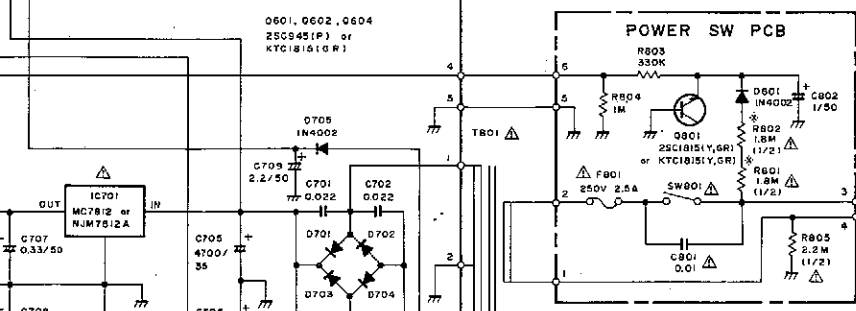 Q601, Q602, Q604
2SC945(P) or
KTC1815(GR)
POWER SW PCB
R803
330K
4
6
R804
1M
D801
1N4002
C802
1/50
3
5
T801
Q801
2SC1815(Y,GR)
or KTC1815(Y,GR)
※
R802
1.8M
(1/2)
※
R801
1.8M
(1/2)
D705
1N4002
C709
2.2/50
1
F801
250V 2.5A
SW801
2
3
4
IC701
OUT
MC7812 or
NJM7812A
IN
C701
0.022
C702
0.022
C707
0.33/50
C705
4700/
35
D701
D702
D703
D704
2
C801
0.01
R805
2.2M
(1/2)
1